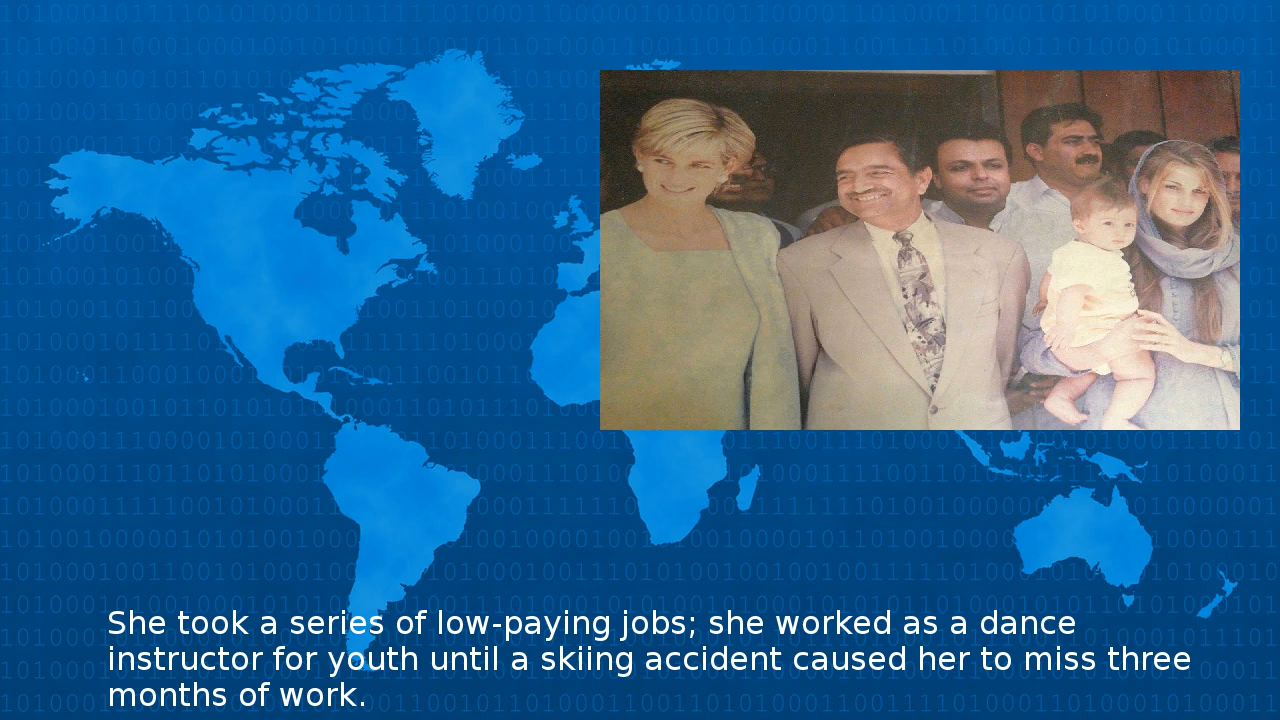 She took a series of low-paying jobs; she worked as a dance
instructor for youth until a skiing accident caused her to miss three
months of work.